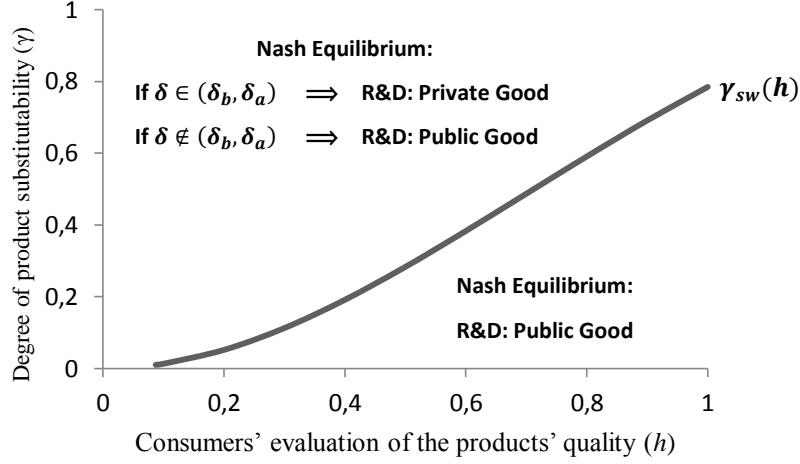 1
Nash Equilibrium:
0,8
γ_sw(h)
If δ ∈ (δ_b, δ_a) ⟹ R&D: Private Good
If δ ∉ (δ_b, δ_a) ⟹ R&D: Public Good
0,6
0,4
Nash Equilibrium:
0,2
R&D: Public Good
0
Degree of product substitutability (γ)
0 0,2 0,4 0,6 0,8 1
Consumers’ evaluation of the products’ quality (h)